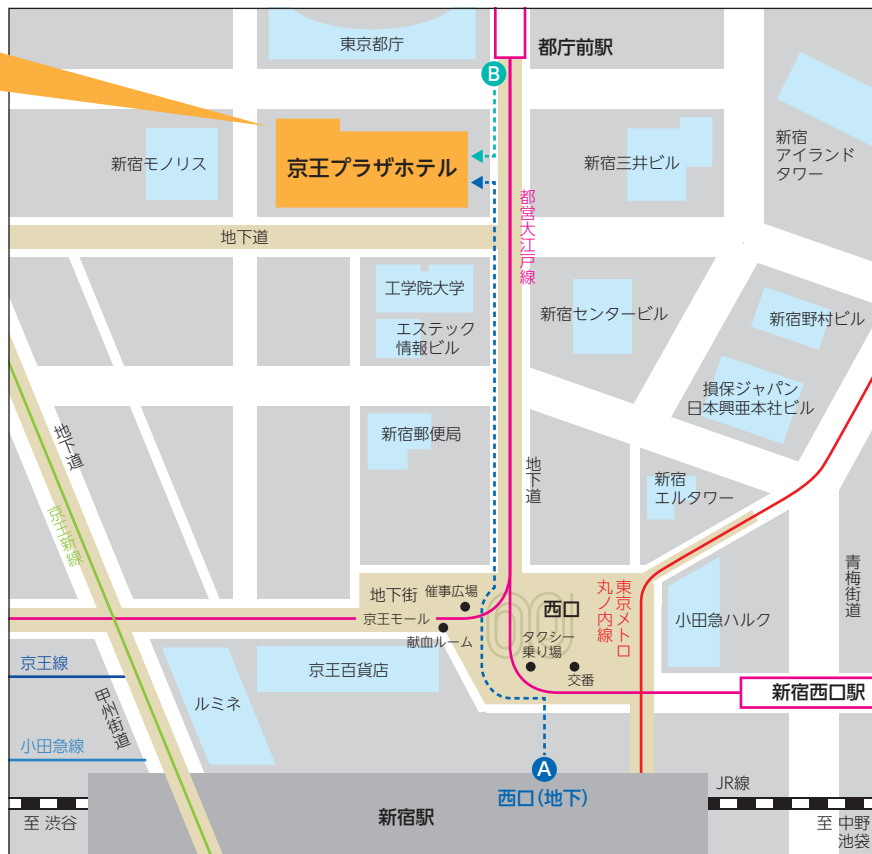 東京都庁
都庁前駅
B
新宿モノリス
京王プラザホテル
新宿三井ビル
新宿
アイランド
タワー
都営大江戸線
地下道
工学院大学
エステック
情報ビル
新宿センタービル
新宿野村ビル
損保ジャパン
日本興亜本社ビル
新宿郵便局
地下道
地下道
新宿
エルタワー
京王新線
青梅街道
地下街
催事広場
京王モール
献血ルーム
西口
タクシー
乗り場
交番
東京メトロ
丸ノ内線
小田急ハルク
京王線
京王百貨店
ルミネ
甲州街道
新宿西口駅
小田急線
A
西口(地下)
JR線
新宿駅
至 渋谷
至 中野
池袋